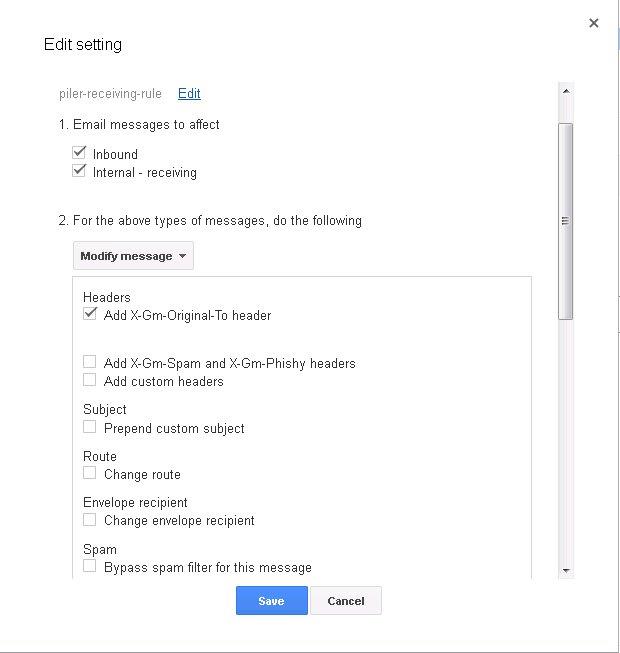 Edit setting
piler-receiving-rule Edit
1. Email messages to affect
Inbound
Internal - receiving
2. For the above types of messages, do the following
Modify message
Headers
Add X-Gm-Original-To header
Add X-Gm-Spam and X-Gm-Phishy headers
Add custom headers
Subject
Prepend custom subject
Route
Change route
Envelope recipient
Change envelope recipient
Spam
Bypass spam filter for this message
Save Cancel